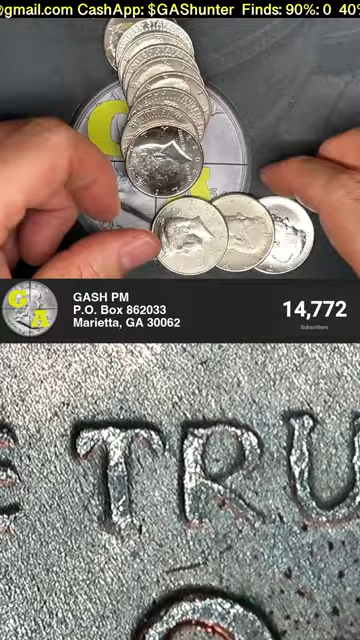 @gmail.com CashApp: $GAShunter Finds: 90%: 0 40%
G
A
G
A
GASH PM
P.O. Box 862033
Marietta, GA 30062
14,772
Subscribers
TRU